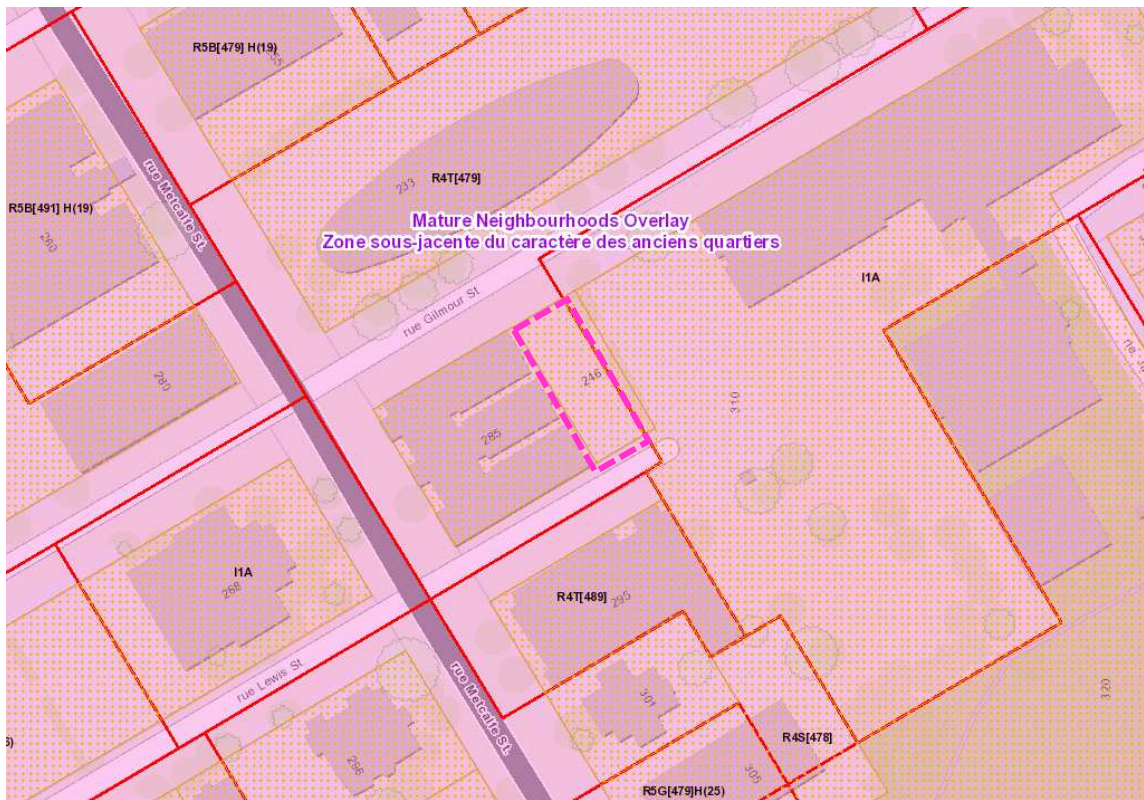 R5B[479] H(19)
255
rue Metcalfe St.
R5B[491] H(19)
260
233
R4T[479]
Mature Neighbourhoods Overlay
Zone sous-jacente du caractère des anciens quartiers
I1A
rue Gilmour St
280
246
310
285
I1A
268
R4T[489]
295
rue Lewis St
rue Metcalfe St.
301
320
296
R4S[478]
305
R5G[479]H(25)